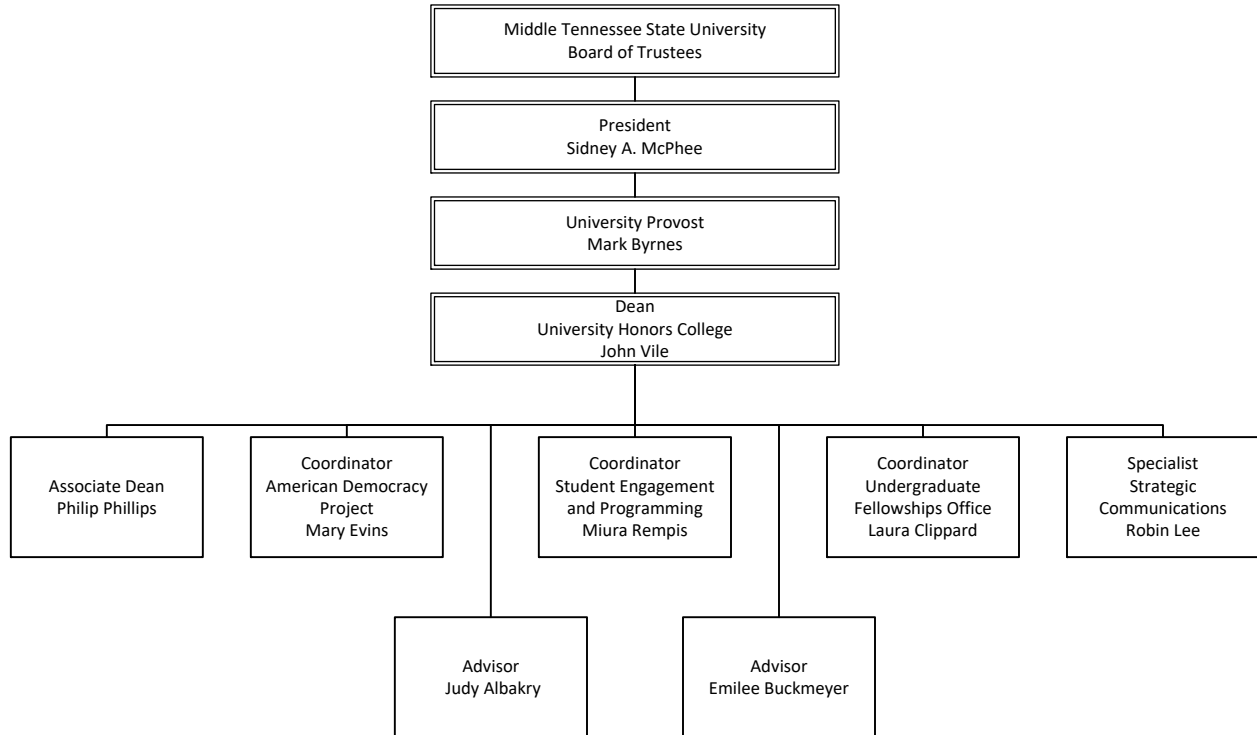 Middle Tennessee State University
Board of Trustees
President
Sidney A. McPhee
University Provost
Mark Byrnes
Dean
University Honors College
John Vile
Associate Dean
Philip Phillips
Coordinator
American Democracy
Project
Mary Evins
Coordinator
Student Engagement
and Programming
Miura Rempis
Coordinator
Undergraduate
Fellowships Office
Laura Clippard
Specialist
Strategic
Communications
Robin Lee
Advisor
Judy Albakry
Advisor
Emilee Buckmeyer